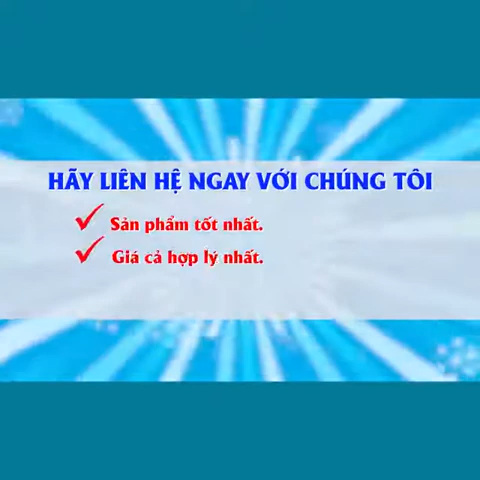 HÃY LIÊN HỆ NGAY VỚI CHÚNG TÔI
Sản phẩm tốt nhất.
Giá cả hợp lý nhất.